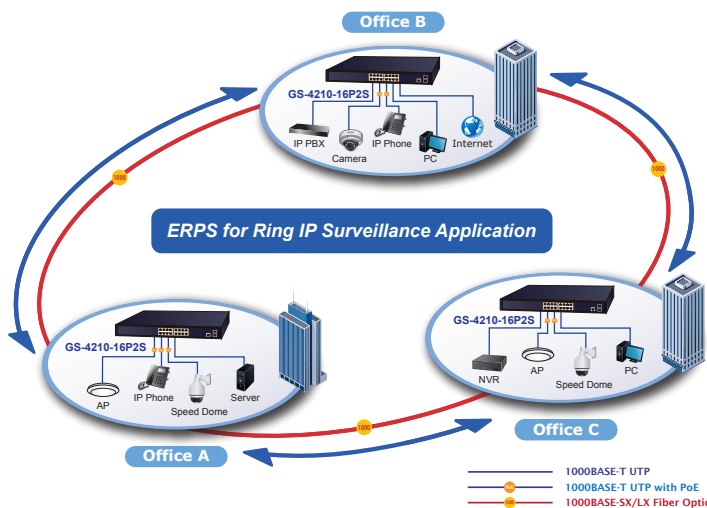 Office B
GS-4210-16P2S
IP PBX
Camera
IP Phone
PC
Internet
1000
1000
ERPS for Ring IP Surveillance Application
GS-4210-16P2S
AP
IP Phone
Speed Dome
Server
GS-4210-16P2S
NVR
AP
Speed Dome
PC
1000
Office A
Office C
1000BASE-T UTP
PoE
1000BASE-T UTP with PoE
1000
1000BASE-SX/LX Fiber Optic